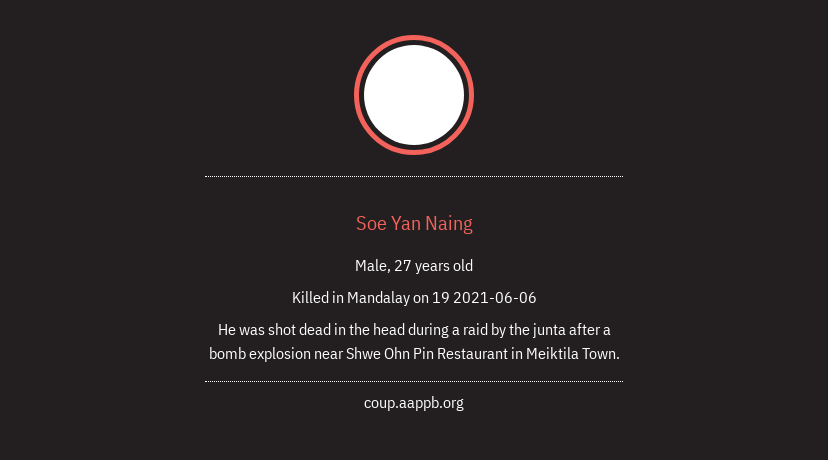 Soe Yan Naing
Male, 27 years old
Killed in Mandalay on 19 2021-06-06
He was shot dead in the head during a raid by the junta after a
bomb explosion near Shwe Ohn Pin Restaurant in Meiktila Town.
coup.aappb.org